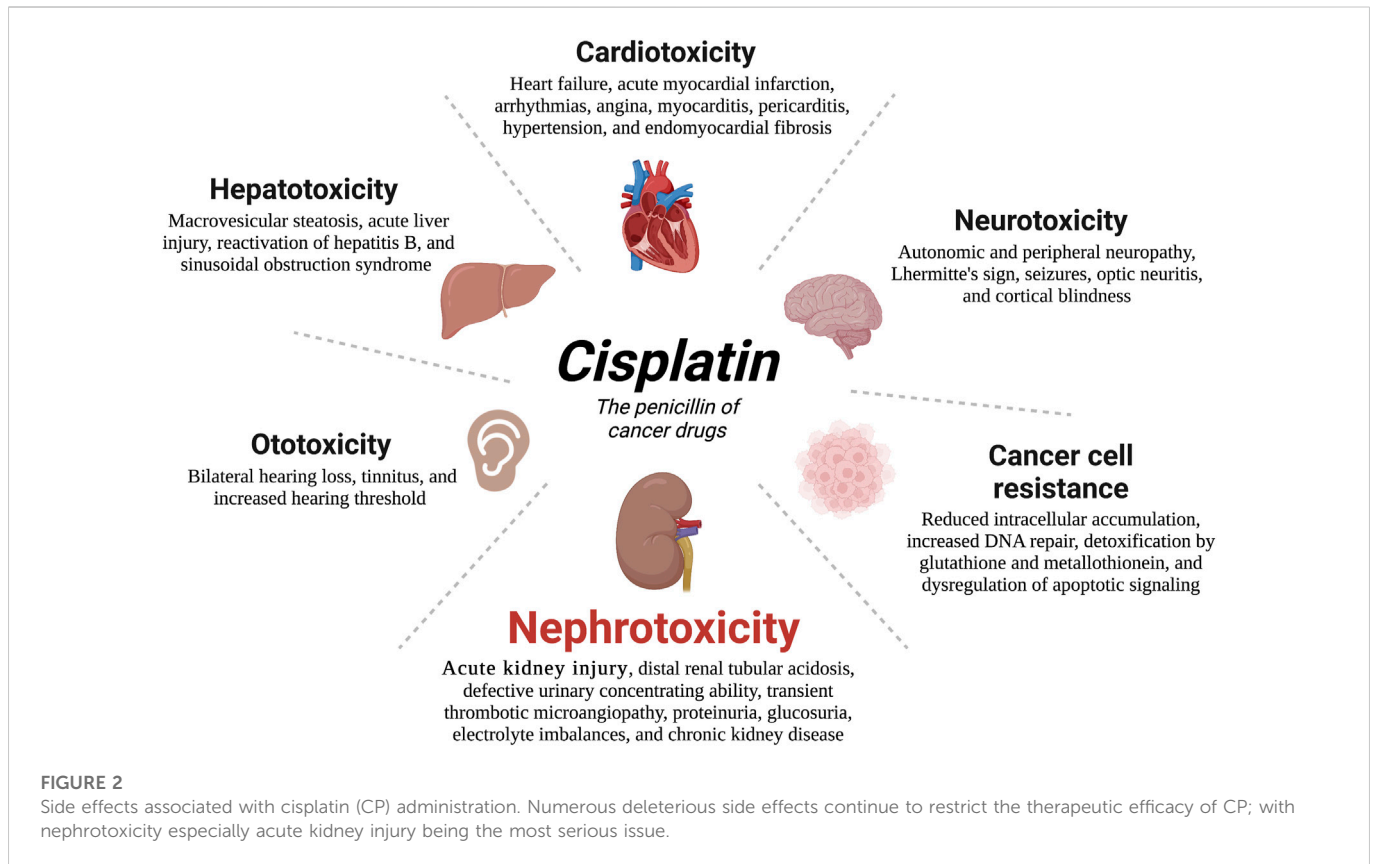 Cardiotoxicity
Heart failure, acute myocardial infarction,
arrhythmias, angina, myocarditis, pericarditis,
hypertension, and endomyocardial fibrosis
Hepatotoxicity
Macrovesicular steatosis, acute liver
injury, reactivation of hepatitis B, and
sinusoidal obstruction syndrome
Neurotoxicity
Autonomic and peripheral neuropathy,
Lhermitte's sign, seizures, optic neuritis,
and cortical blindness
Cisplatin
The penicillin of
cancer drugs
Ototoxicity
Bilateral hearing loss, tinnitus, and
increased hearing threshold
Cancer cell
resistance
Reduced intracellular accumulation,
increased DNA repair, detoxification by
glutathione and metallothionein, and
dysregulation of apoptotic signaling
Nephrotoxicity
Acute kidney injury, distal renal tubular acidosis,
defective urinary concentrating ability, transient
thrombotic microangiopathy, proteinuria, glucosuria,
electrolyte imbalances, and chronic kidney disease
FIGURE 2
Side effects associated with cisplatin (CP) administration. Numerous deleterious side effects continue to restrict the therapeutic efficacy of CP; with
nephrotoxicity especially acute kidney injury being the most serious issue.